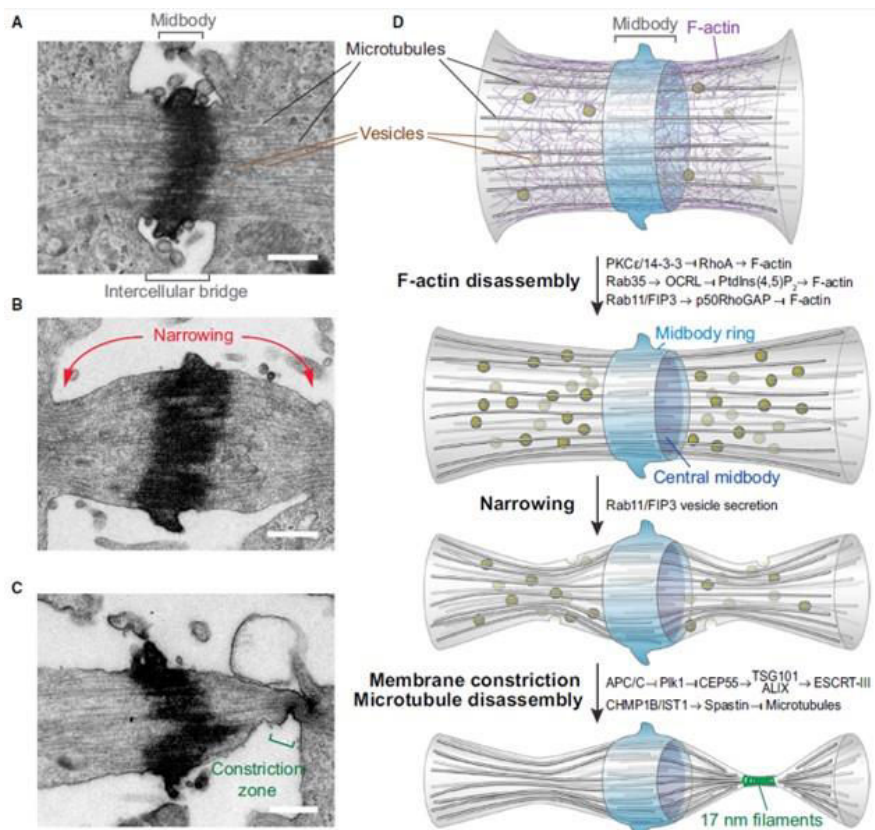 A
Midbody
Microtubules
Vesicles
Intercellular bridge
B
Narrowing
C
Constriction
zone
D
Midbody
F-actin
F-actin disassembly
PKCε/14-3-3 ⊣ RhoA → F-actin
Rab35 → OCRL ⊣ PtdIns(4,5)P₂ → F-actin
Rab11/FIP3 → p50RhoGAP ⊣ F-actin
Midbody ring
Central midbody
Narrowing
Rab11/FIP3 vesicle secretion
Membrane constriction
Microtubule disassembly
APC/C ⊣ Plk1 ⊣ CEP55 → TSG101 ALIX → ESCRT-III
CHMP1B/IST1 → Spastin ⊣ Microtubules
17 nm filaments